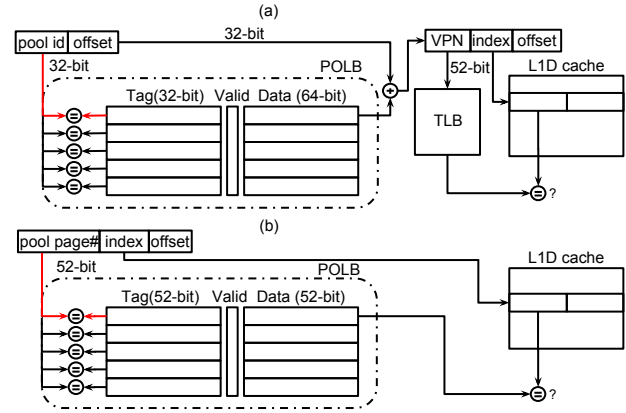 (a)
pool id offset
32-bit
VPN index offset
32-bit
POLB
52-bit
L1D cache
Tag(32-bit) Valid Data (64-bit)
+
=
=
=
=
=
TLB
= ?
(b)
pool page# index offset
52-bit
POLB
L1D cache
Tag(52-bit) Valid Data (52-bit)
=
=
=
=
=
= ?